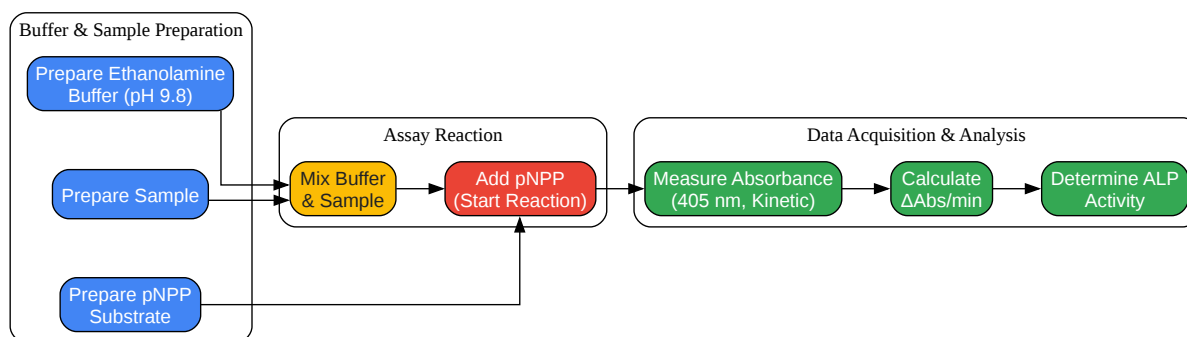 Buffer & Sample Preparation
Prepare Ethanolamine
Buffer (pH 9.8)
Prepare Sample
Prepare pNPP
Substrate
Assay Reaction
Mix Buffer
& Sample
Add pNPP
(Start Reaction)
Data Acquisition & Analysis
Measure Absorbance
(405 nm, Kinetic)
Calculate
ΔAbs/min
Determine ALP
Activity